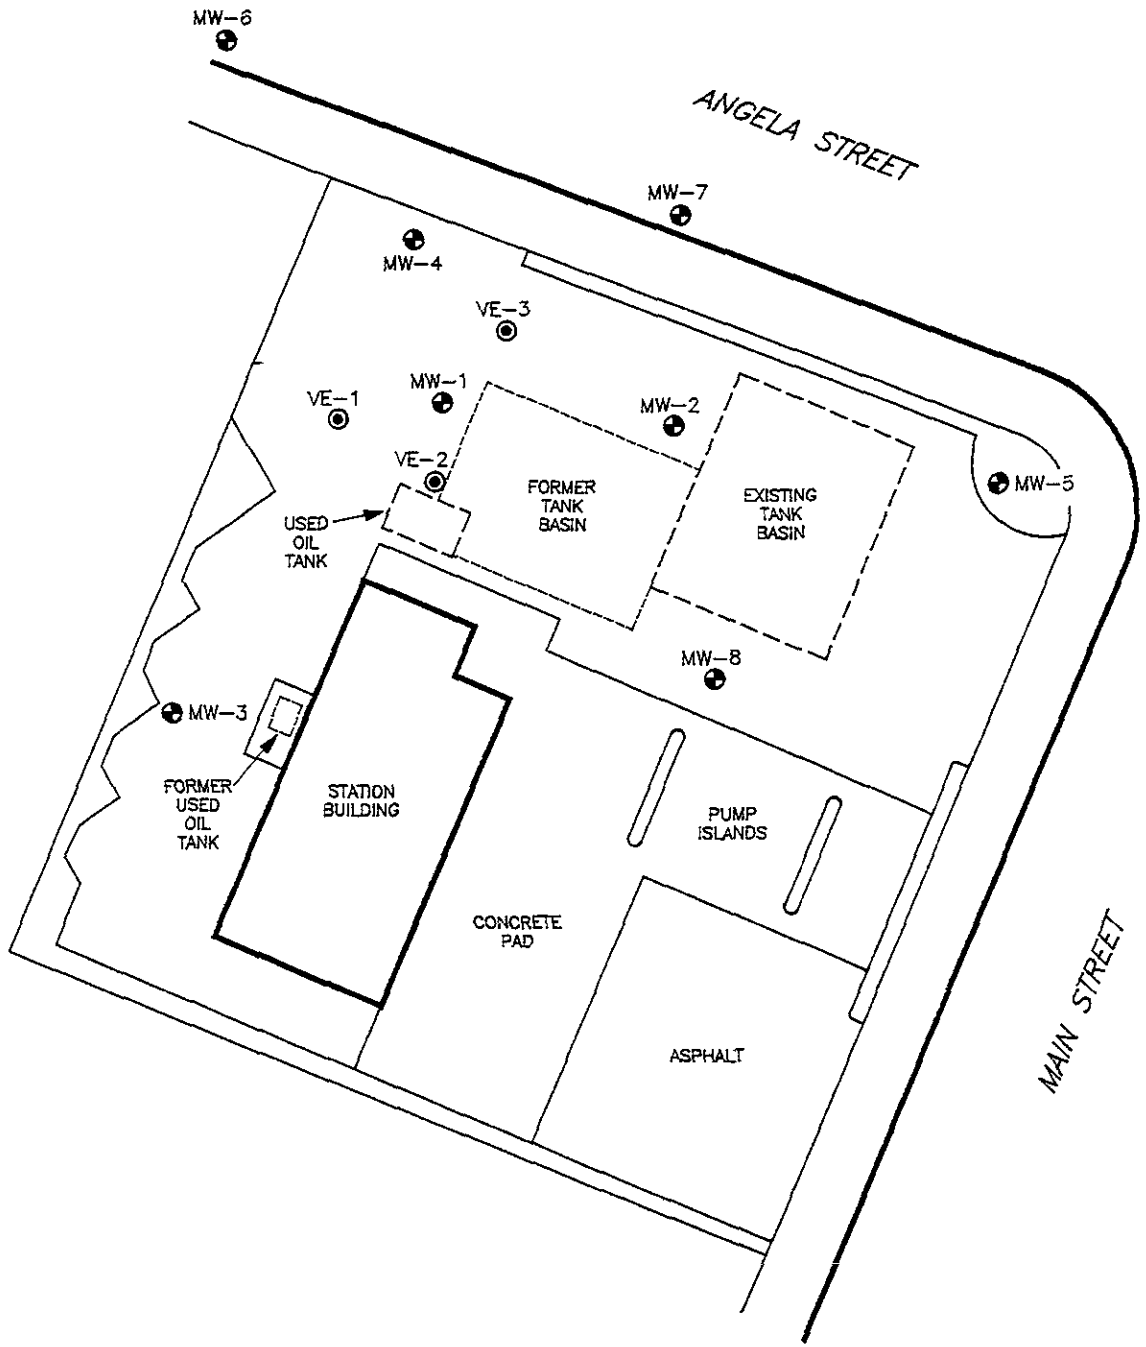 MW-6
ANGELA STREET
MW-7
MW-4
VE-3
MW-1
VE-1
MW-2
VE-2
FORMER
TANK
BASIN
EXISTING
TANK
BASIN
MW-5
USED
OIL
TANK
MW-8
MW-3
FORMER
USED
OIL
TANK
STATION
BUILDING
PUMP
ISLANDS
CONCRETE
PAD
MAIN STREET
ASPHALT